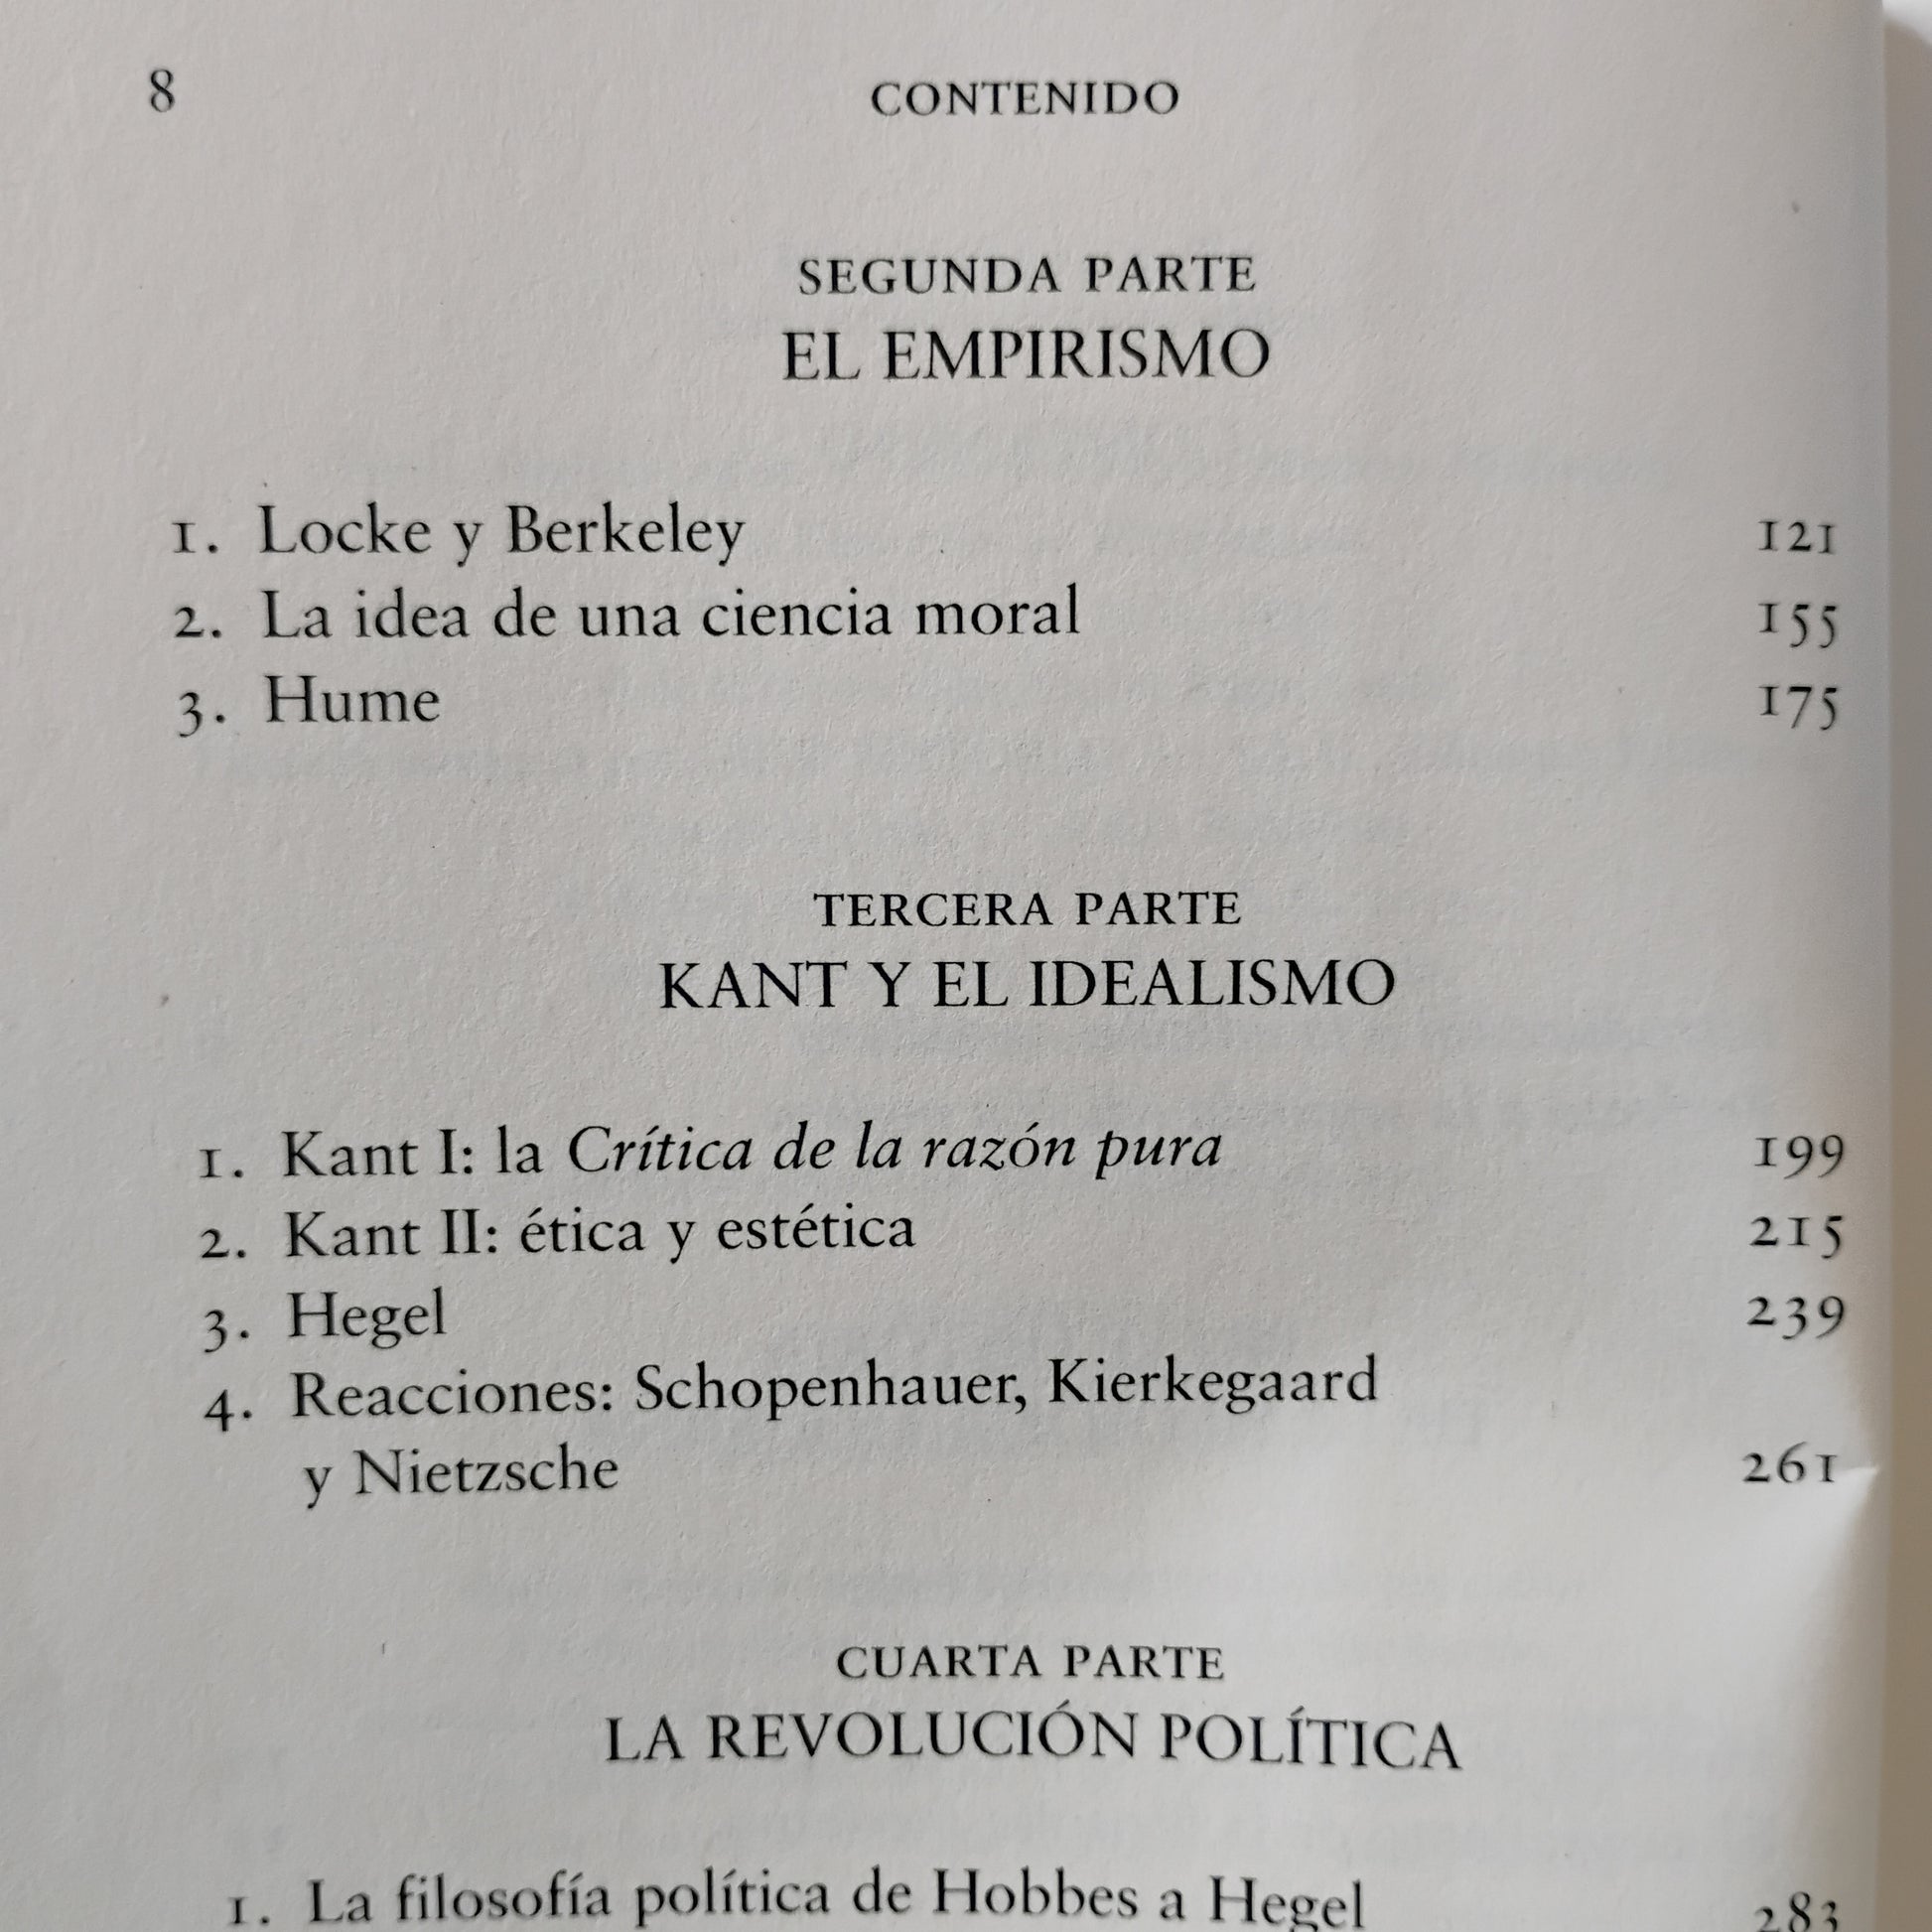 8 CONTENIDO
SEGUNDA PARTE
EL EMPIRISMO
1. Locke y Berkeley 121
2. La idea de una ciencia moral 155
3. Hume 175
TERCERA PARTE
KANT Y EL IDEALISMO
1. Kant I: la Crítica de la razón pura 199
2. Kant II: ética y estética 215
3. Hegel 239
4. Reacciones: Schopenhauer, Kierkegaard
y Nietzsche 261
CUARTA PARTE
LA REVOLUCIÓN POLÍTICA
1. La filosofía política de Hobbes a Hegel 283